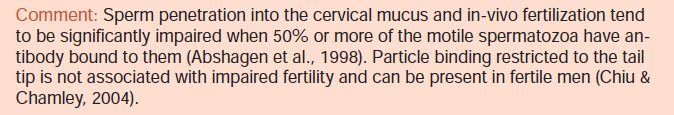 Comment: Sperm penetration into the cervical mucus and in-vivo fertilization tend
to be significantly impaired when 50% or more of the motile spermatozoa have an-
tibody bound to them (Abshagen et al., 1998). Particle binding restricted to the tail
tip is not associated with impaired fertility and can be present in fertile men (Chiu &
Chamley, 2004).